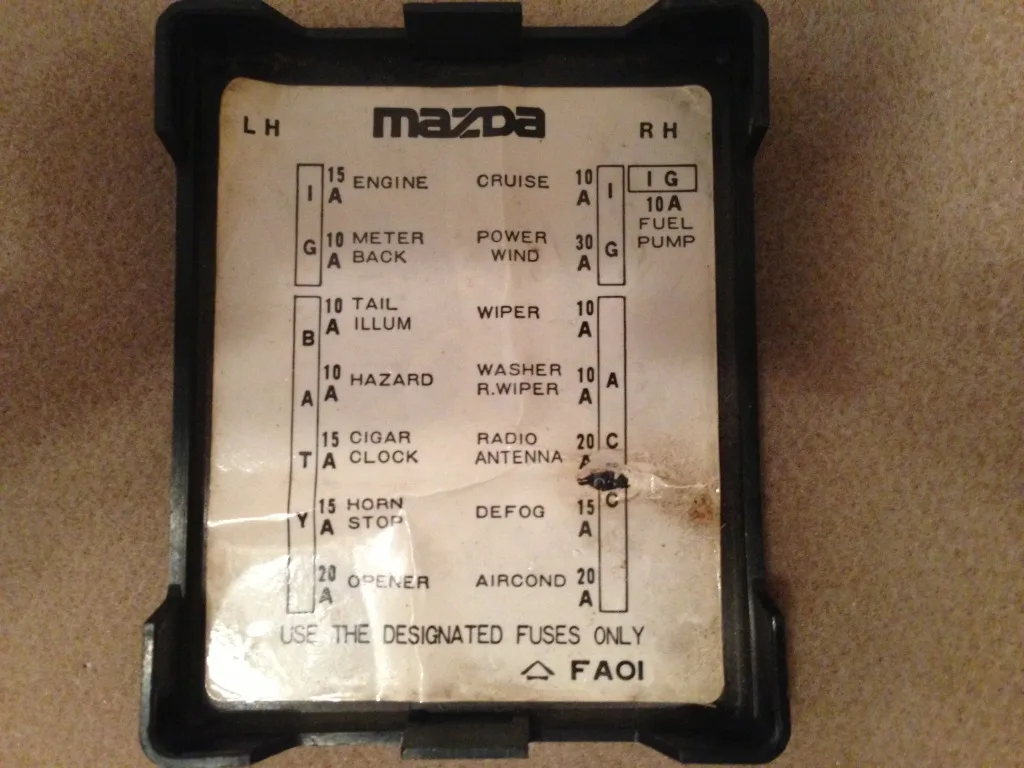 LH mazda RH
15 A ENGINE CRUISE 10 A I G
10 A FUEL PUMP
I G
10 A METER BACK POWER WIND 30 A I G
10 A TAIL ILLUM WIPER 10 A
10 A HAZARD WASHER R.WIPER 10 A
15 A CIGAR CLOCK RADIO ANTENNA 20 A
15 A HORN STOP DEFOG 15 A
20 A OPENER AIRCOND 20 A
B A T Y
A C C
USE THE DESIGNATED FUSES ONLY
FA01